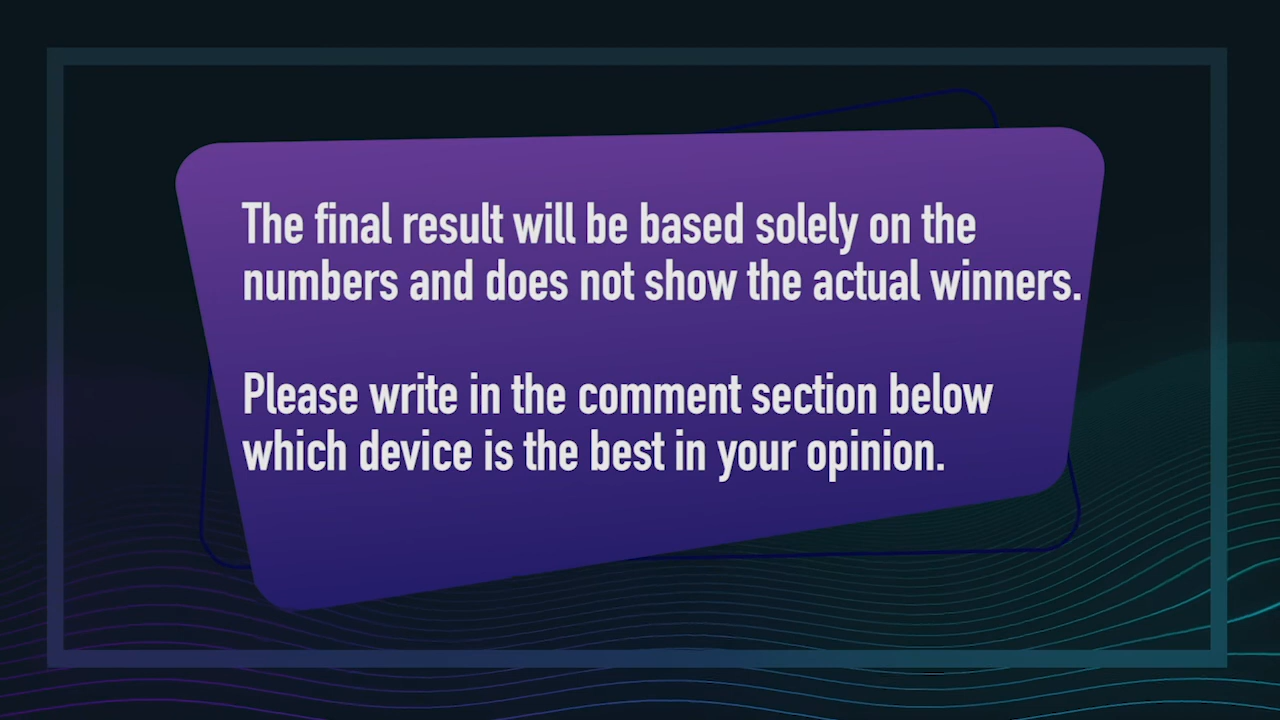 The final result will be based solely on the
numbers and does not show the actual winners.
Please write in the comment section below
which device is the best in your opinion.